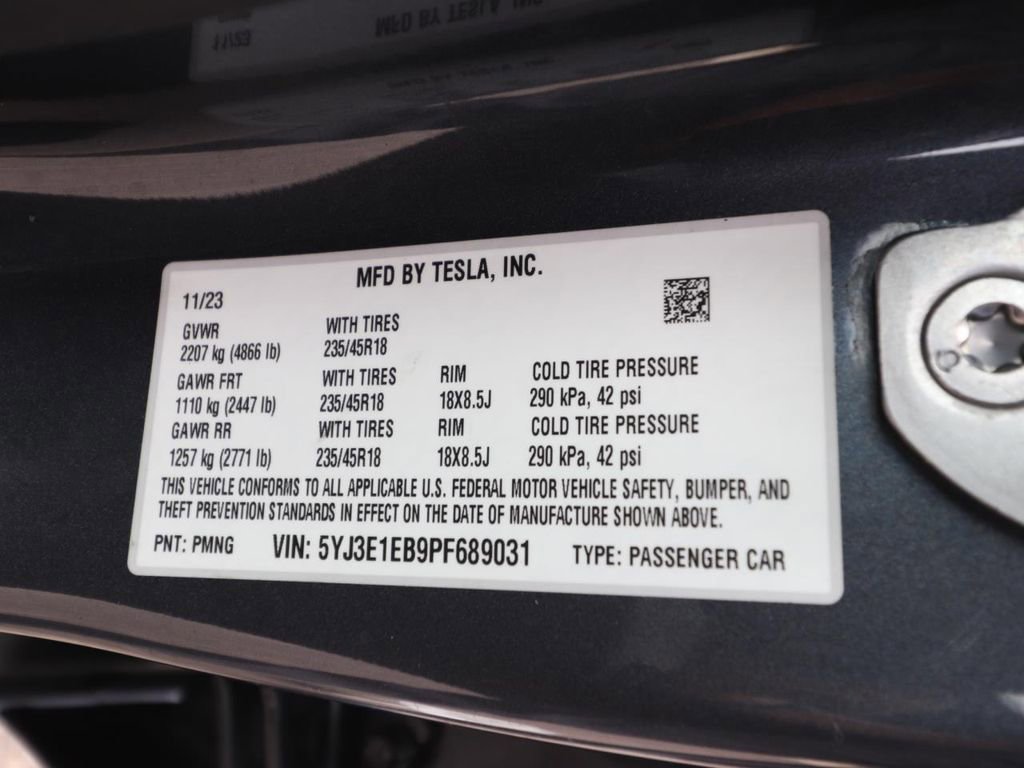 MFD BY TESLA, INC.
11/23
GVWR WITH TIRES
2207 kg (4866 lb) 235/45R18
GAWR FRT WITH TIRES RIM COLD TIRE PRESSURE
1110 kg (2447 lb) 235/45R18 18X8.5J 290 kPa, 42 psi
GAWR RR WITH TIRES RIM COLD TIRE PRESSURE
1257 kg (2771 lb) 235/45R18 18X8.5J 290 kPa, 42 psi
THIS VEHICLE CONFORMS TO ALL APPLICABLE U.S. FEDERAL MOTOR VEHICLE SAFETY, BUMPER, AND
THEFT PREVENTION STANDARDS IN EFFECT ON THE DATE OF MANUFACTURE SHOWN ABOVE.
PNT: PMNG VIN: 5YJ3E1EB9PF689031 TYPE: PASSENGER CAR